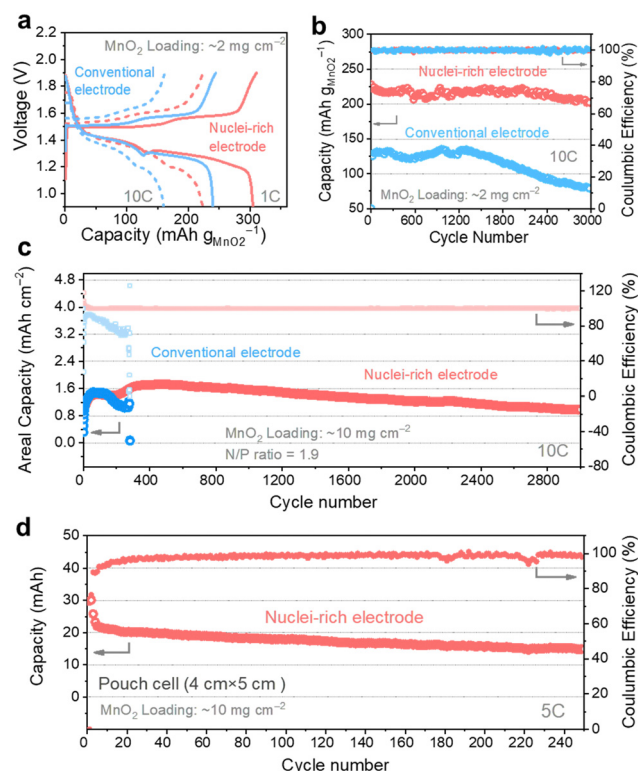 a
MnO2 Loading: ~2 mg cm−2
Conventional
electrode
Nuclei-rich
electrode
10C
1C
Voltage (V)
2.0
1.8
1.6
1.4
1.2
1.0
0 100 200 300
Capacity (mAh gMnO2−1)
b
Nuclei-rich electrode
Conventional electrode
10C
MnO2 Loading: ~2 mg cm−2
Capacity (mAh gMnO2−1)
300
275
250
225
200
175
150
125
100
75
50
0 600 1200 1800 2400 3000
Cycle Number
100
80
60
40
20
0
Coulombic Efficiency (%)
c
Conventional electrode
Nuclei-rich electrode
MnO2 Loading: ~10 mg cm−2
N/P ratio = 1.9
10C
Areal Capacity (mAh cm−2)
4.8
4.0
3.2
2.4
1.6
0.8
0.0
0 400 800 1200 1600 2000 2400 2800
Cycle number
100
80
60
40
20
0
-20
-40
-60
-80
Coulombic Efficiency (%)
d
Nuclei-rich electrode
Pouch cell (4 cm×5 cm )
MnO2 Loading: ~10 mg cm−2
5C
Capacity (mAh)
50
40
30
20
10
0
0 20 40 60 80 100 120 140 160 180 200 220 240
Cycle number
100
80
60
40
20
0
Coulumbic Efficiency (%)